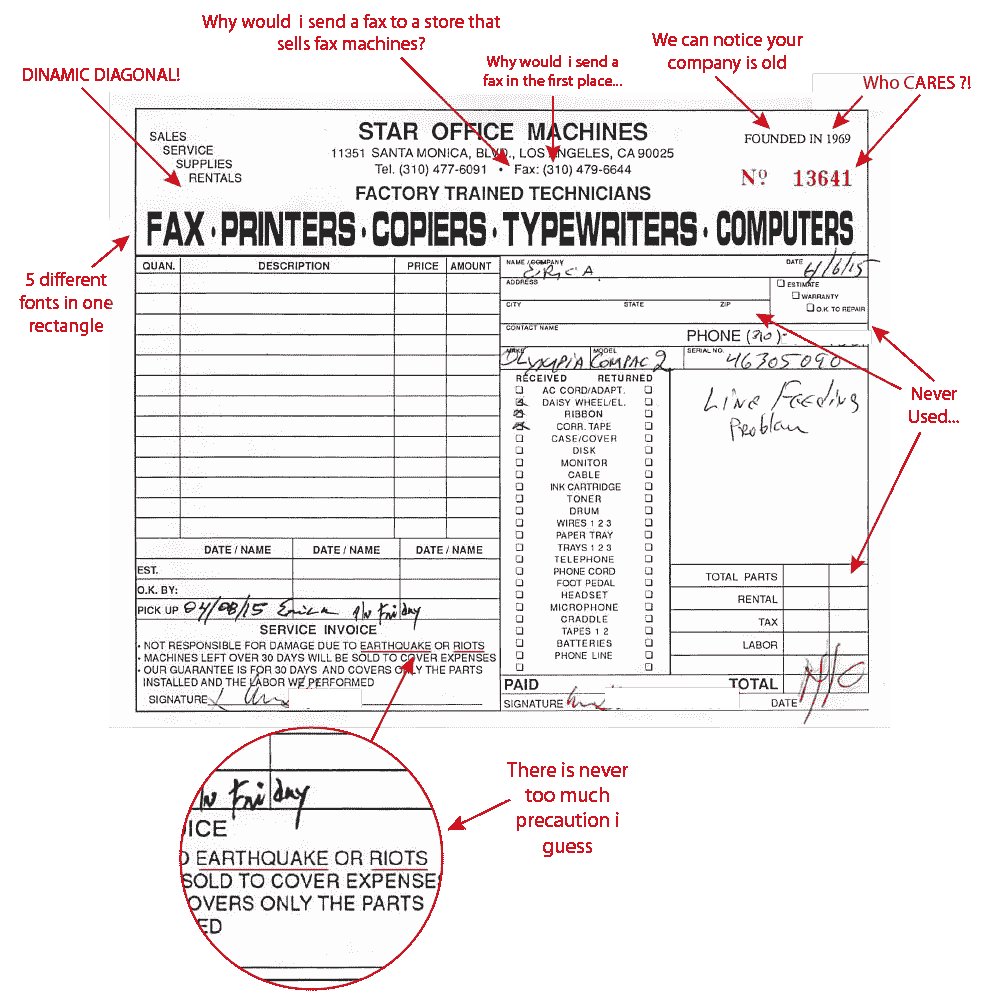 Why would i send a fax to a store that
sells fax machines?
We can notice your
company is old
Why would i send a
fax in the first place...
DINAMIC DIAGONAL!
Who CARES ?!
SALES
SERVICE
SUPPLIES
RENTALS
STAR OFFICE MACHINES
11351 SANTA MONICA, BLVD., LOS ANGELES, CA 90025
Tel. (310) 477-6091 • Fax: (310) 479-6644
FACTORY TRAINED TECHNICIANS
FOUNDED IN 1969
Nº 13641
FAX · PRINTERS · COPIERS · TYPEWRITERS · COMPUTERS
5 different
fonts in one
rectangle
QUAN. DESCRIPTION PRICE AMOUNT
NAME / COMPANY ERICA DATE 4/6/15
ADDRESS
ESTIMATE
WARRANTY
O.K. TO REPAIR
CITY STATE ZIP
CONTACT NAME
PHONE (310)-
MAKE OLYMPIA MODEL COMPAC 2 SERIAL NO. 46305090
Never
Used...
RECEIVED RETURNED
AC CORD/ADAPT.
DAISY WHEEL/EL.
RIBBON
CORR. TAPE
CASE/COVER
DISK
MONITOR
CABLE
INK CARTRIDGE
TONER
DRUM
WIRES 1 2 3
PAPER TRAY
TRAYS 1 2 3
TELEPHONE
PHONE CORD
FOOT PEDAL
HEADSET
MICROPHONE
CRADDLE
TAPES 1 2
BATTERIES
PHONE LINE
Line Feeding
Problem
DATE / NAME DATE / NAME DATE / NAME
EST.
O.K. BY:
PICK UP 04/08/15 Erica Friday
SERVICE INVOICE
• NOT RESPONSIBLE FOR DAMAGE DUE TO EARTHQUAKE OR RIOTS
• MACHINES LEFT OVER 30 DAYS WILL BE SOLD TO COVER EXPENSES
• OUR GUARANTEE IS FOR 30 DAYS AND COVERS ONLY THE PARTS
INSTALLED AND THE LABOR WE PERFORMED
SIGNATURE
TOTAL PARTS
RENTAL
TAX
LABOR
PAID TOTAL
SIGNATURE DATE
There is never
too much
precaution i
guess
Friday
ICE
EARTHQUAKE OR RIOTS
SOLD TO COVER EXPENSES
OVERS ONLY THE PARTS
ED